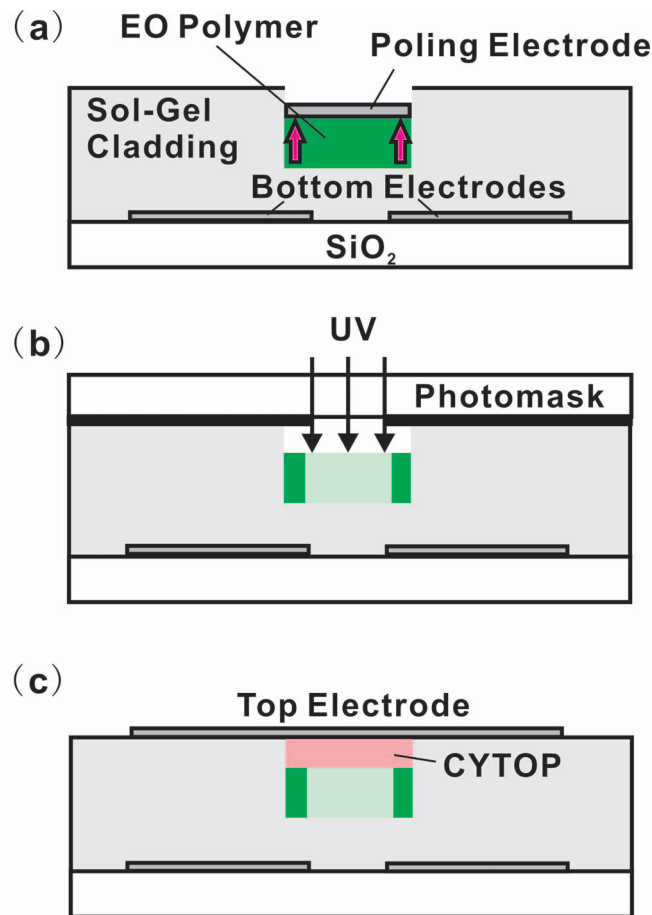 (a)
EO Polymer
Poling Electrode
Sol-Gel
Cladding
Bottom Electrodes
SiO₂
(b)
UV
Photomask
(c)
Top Electrode
CYTOP